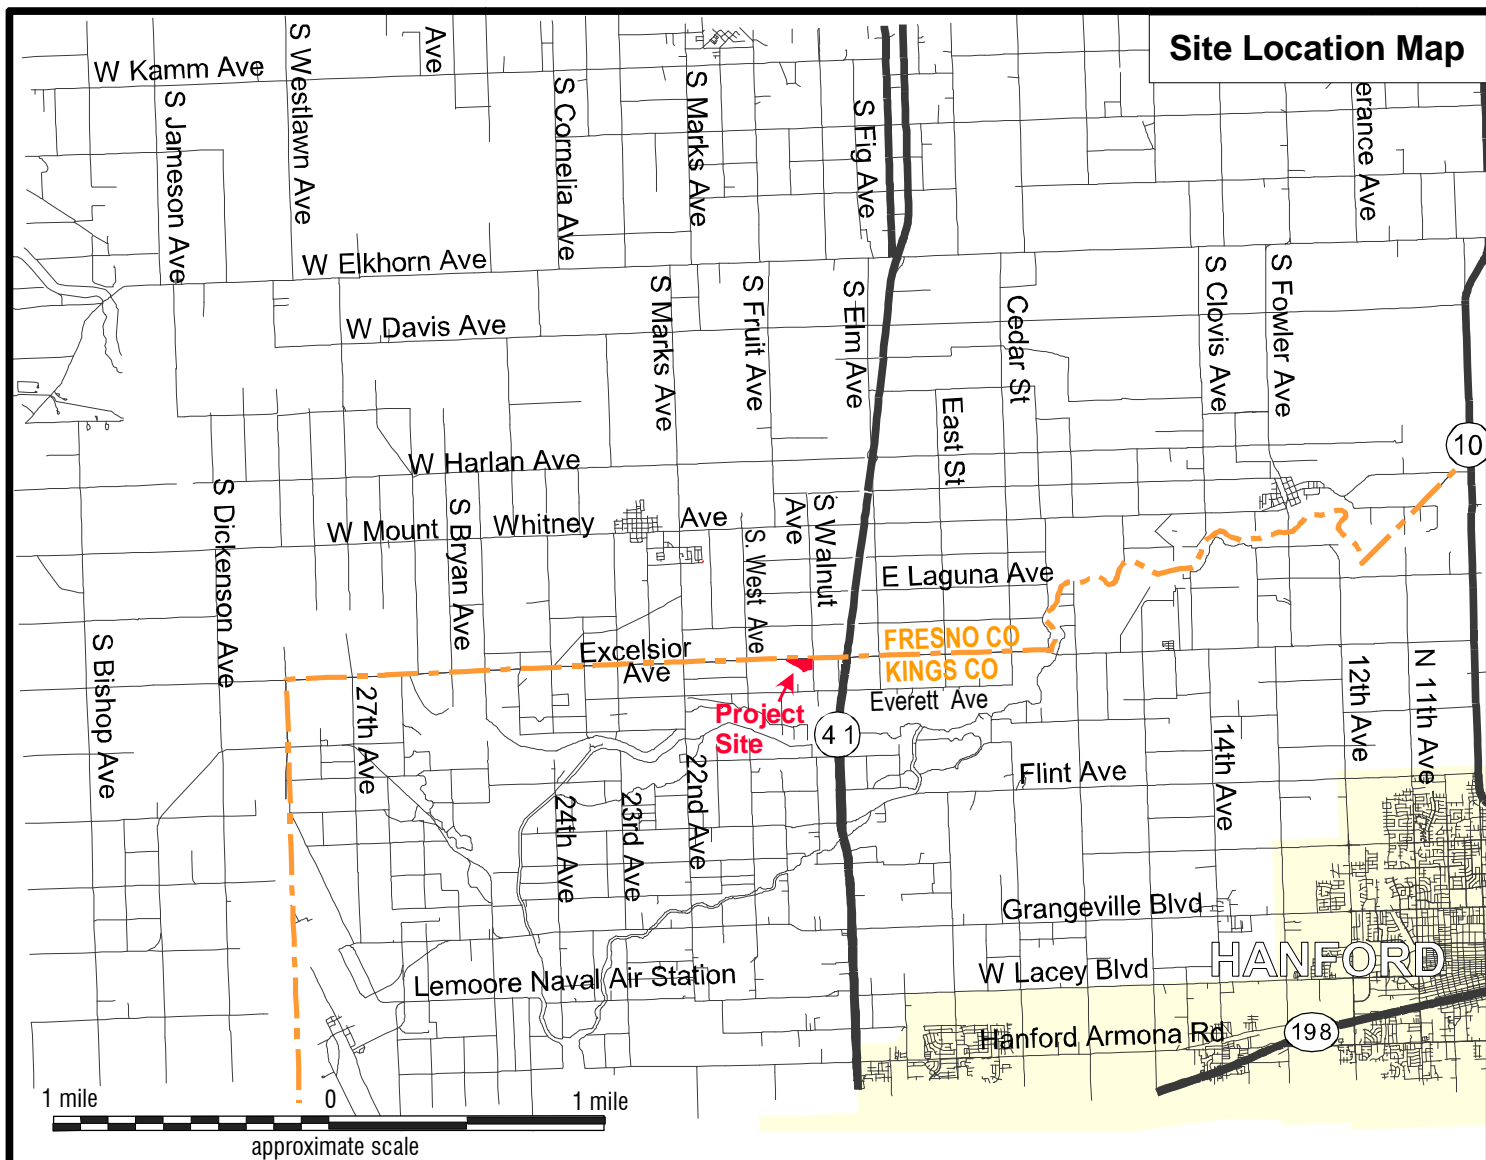 Site Location Map
W Kamm Ave
S Jameson Ave
S Westlawn Ave
Ave
S Cornelia Ave
S Marks Ave
S Fig Ave
erance Ave
W Elkhorn Ave
W Davis Ave
S Marks Ave
S Fruit Ave
S Elm Ave
Cedar St
S Clovis Ave
S Fowler Ave
East St
10
W Harlan Ave
S Dickenson Ave
W Mount
S Bryan Ave
Whitney
Ave
S. West Ave
Ave
S Walnut
E Laguna Ave
S Bishop Ave
Excelsior
Ave
FRESNO CO
KINGS CO
Everett Ave
27th Ave
Project
Site
41
12th Ave
N 11th Ave
14th Ave
Flint Ave
24th Ave
23rd Ave
22nd Ave
Grangeville Blvd
HANFORD
W Lacey Blvd
Lemoore Naval Air Station
Hanford Armona Rd
198
1 mile
0
1 mile
approximate scale